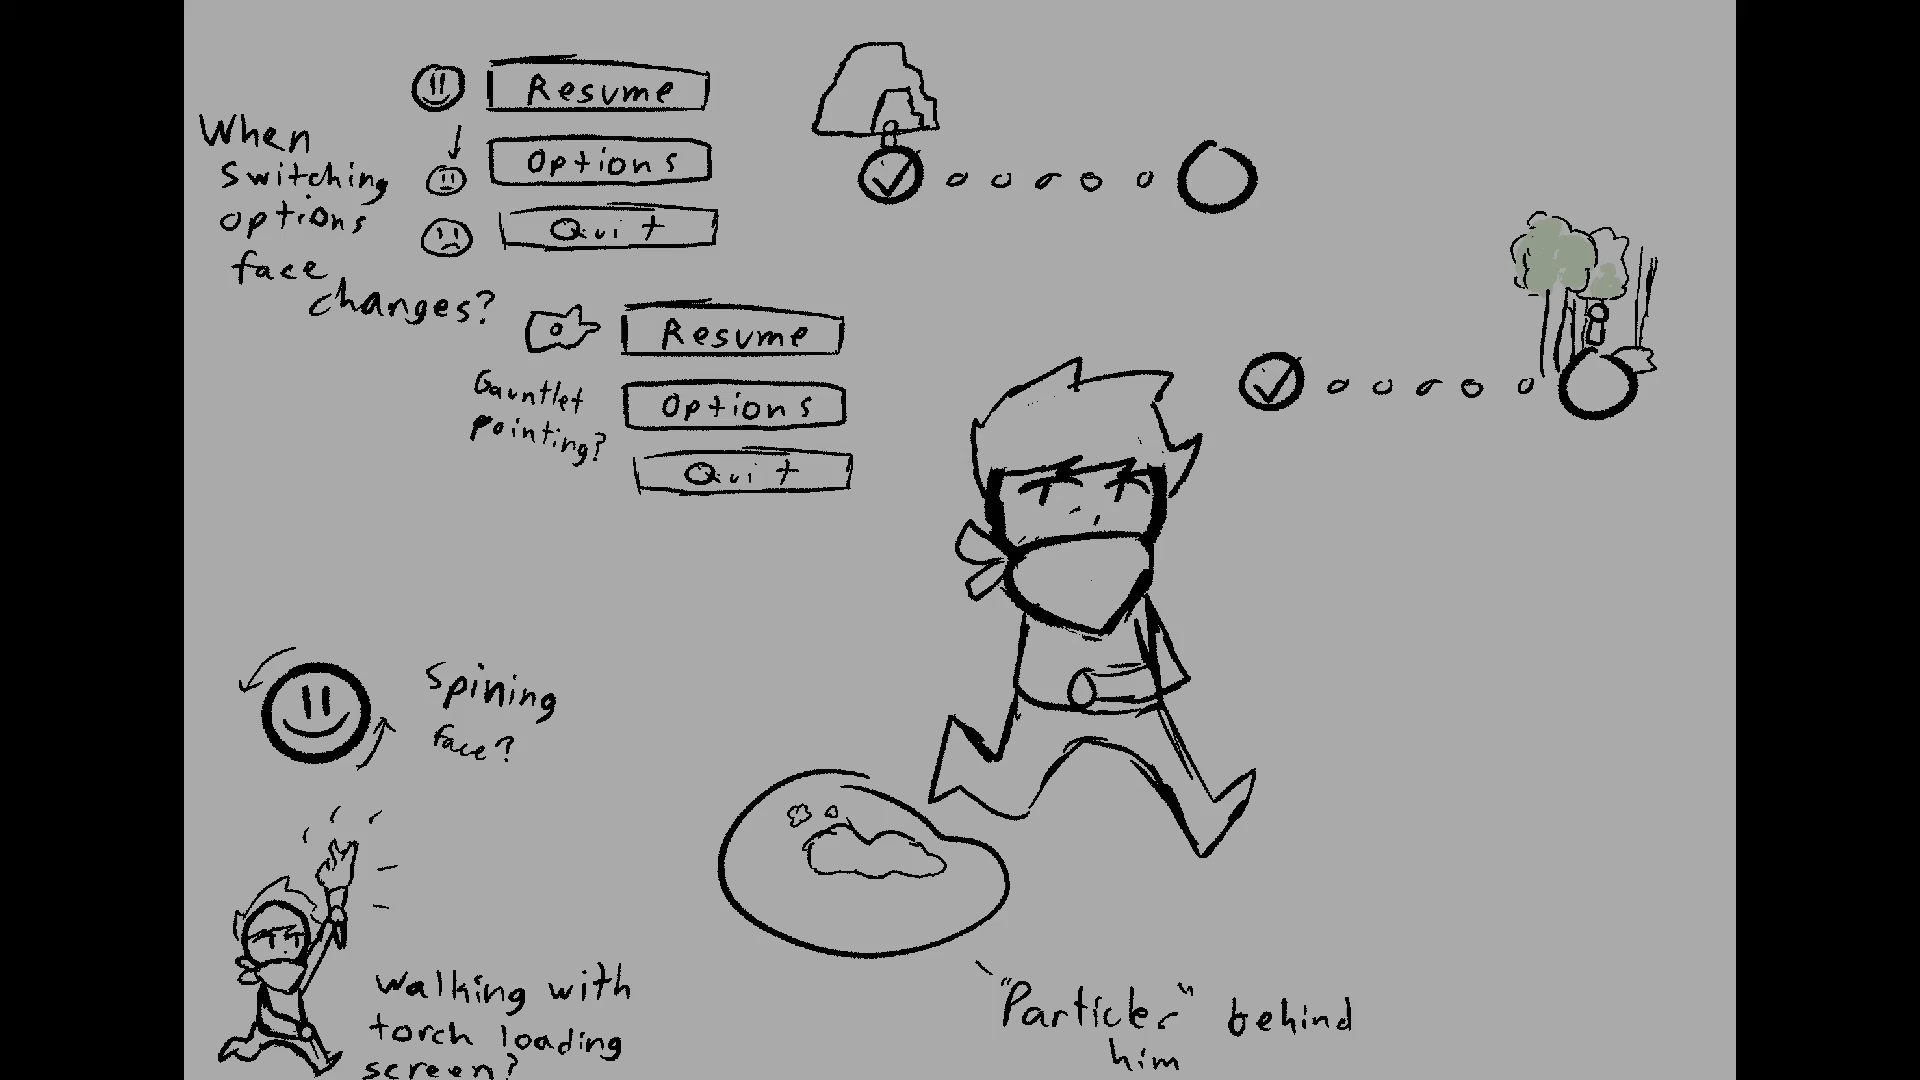 Resume
Options
Quit
When
switching
options
face
changes?
Resume
Options
Quit
Gauntlet
pointing?
Spining
face?
walking with
torch loading
screen?
"Particles" behind
him